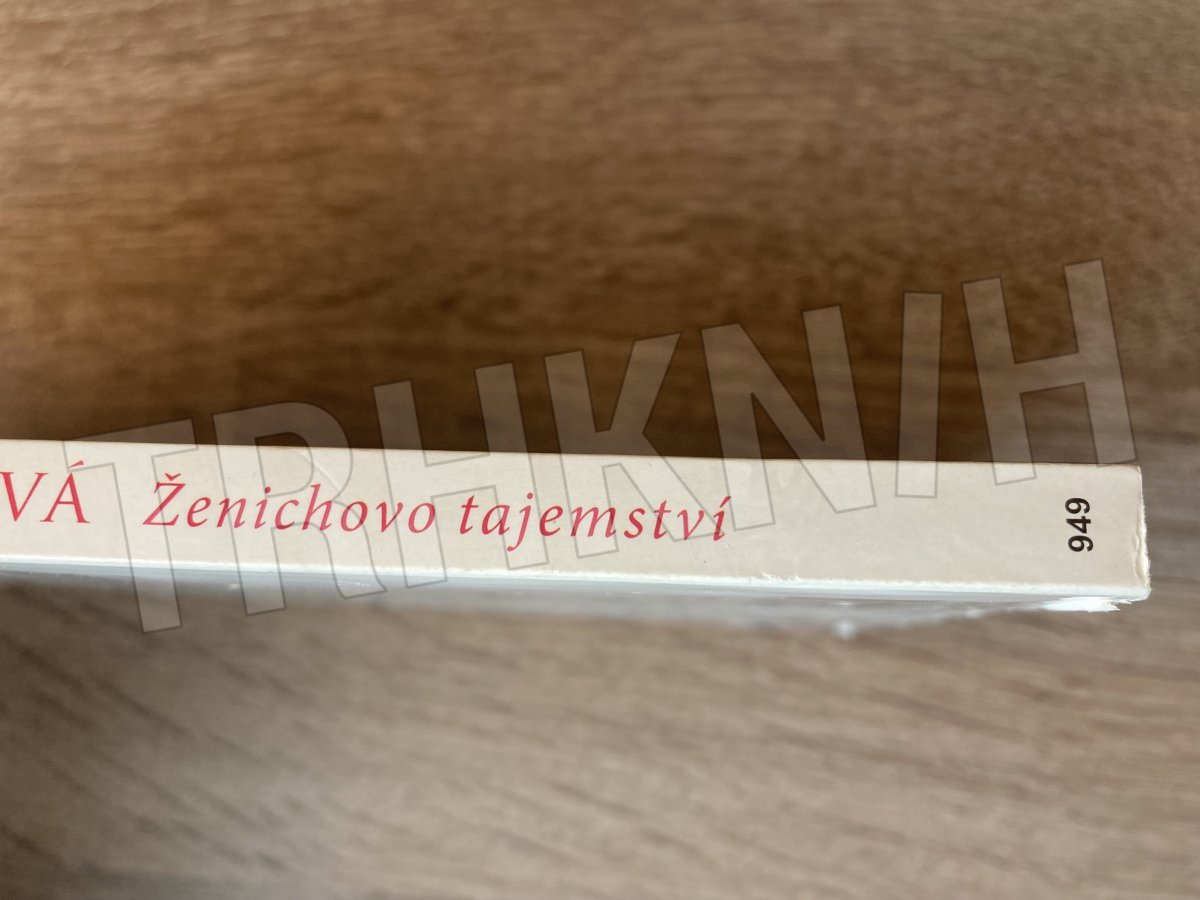 VÁ Ženichovo tajemství
949
TRHKNIH